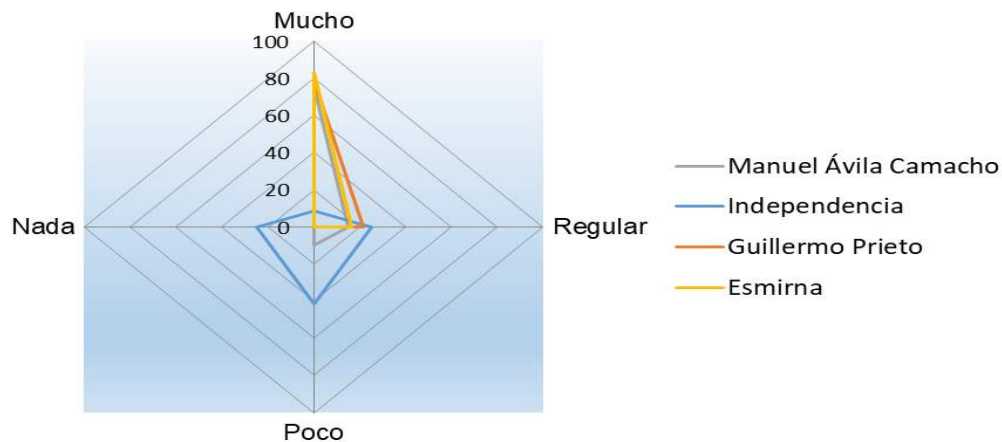 Mucho
100
80
60
40
20
0
Nada
Regular
Poco
Manuel Ávila Camacho
Independencia
Guillermo Prieto
Esmirna